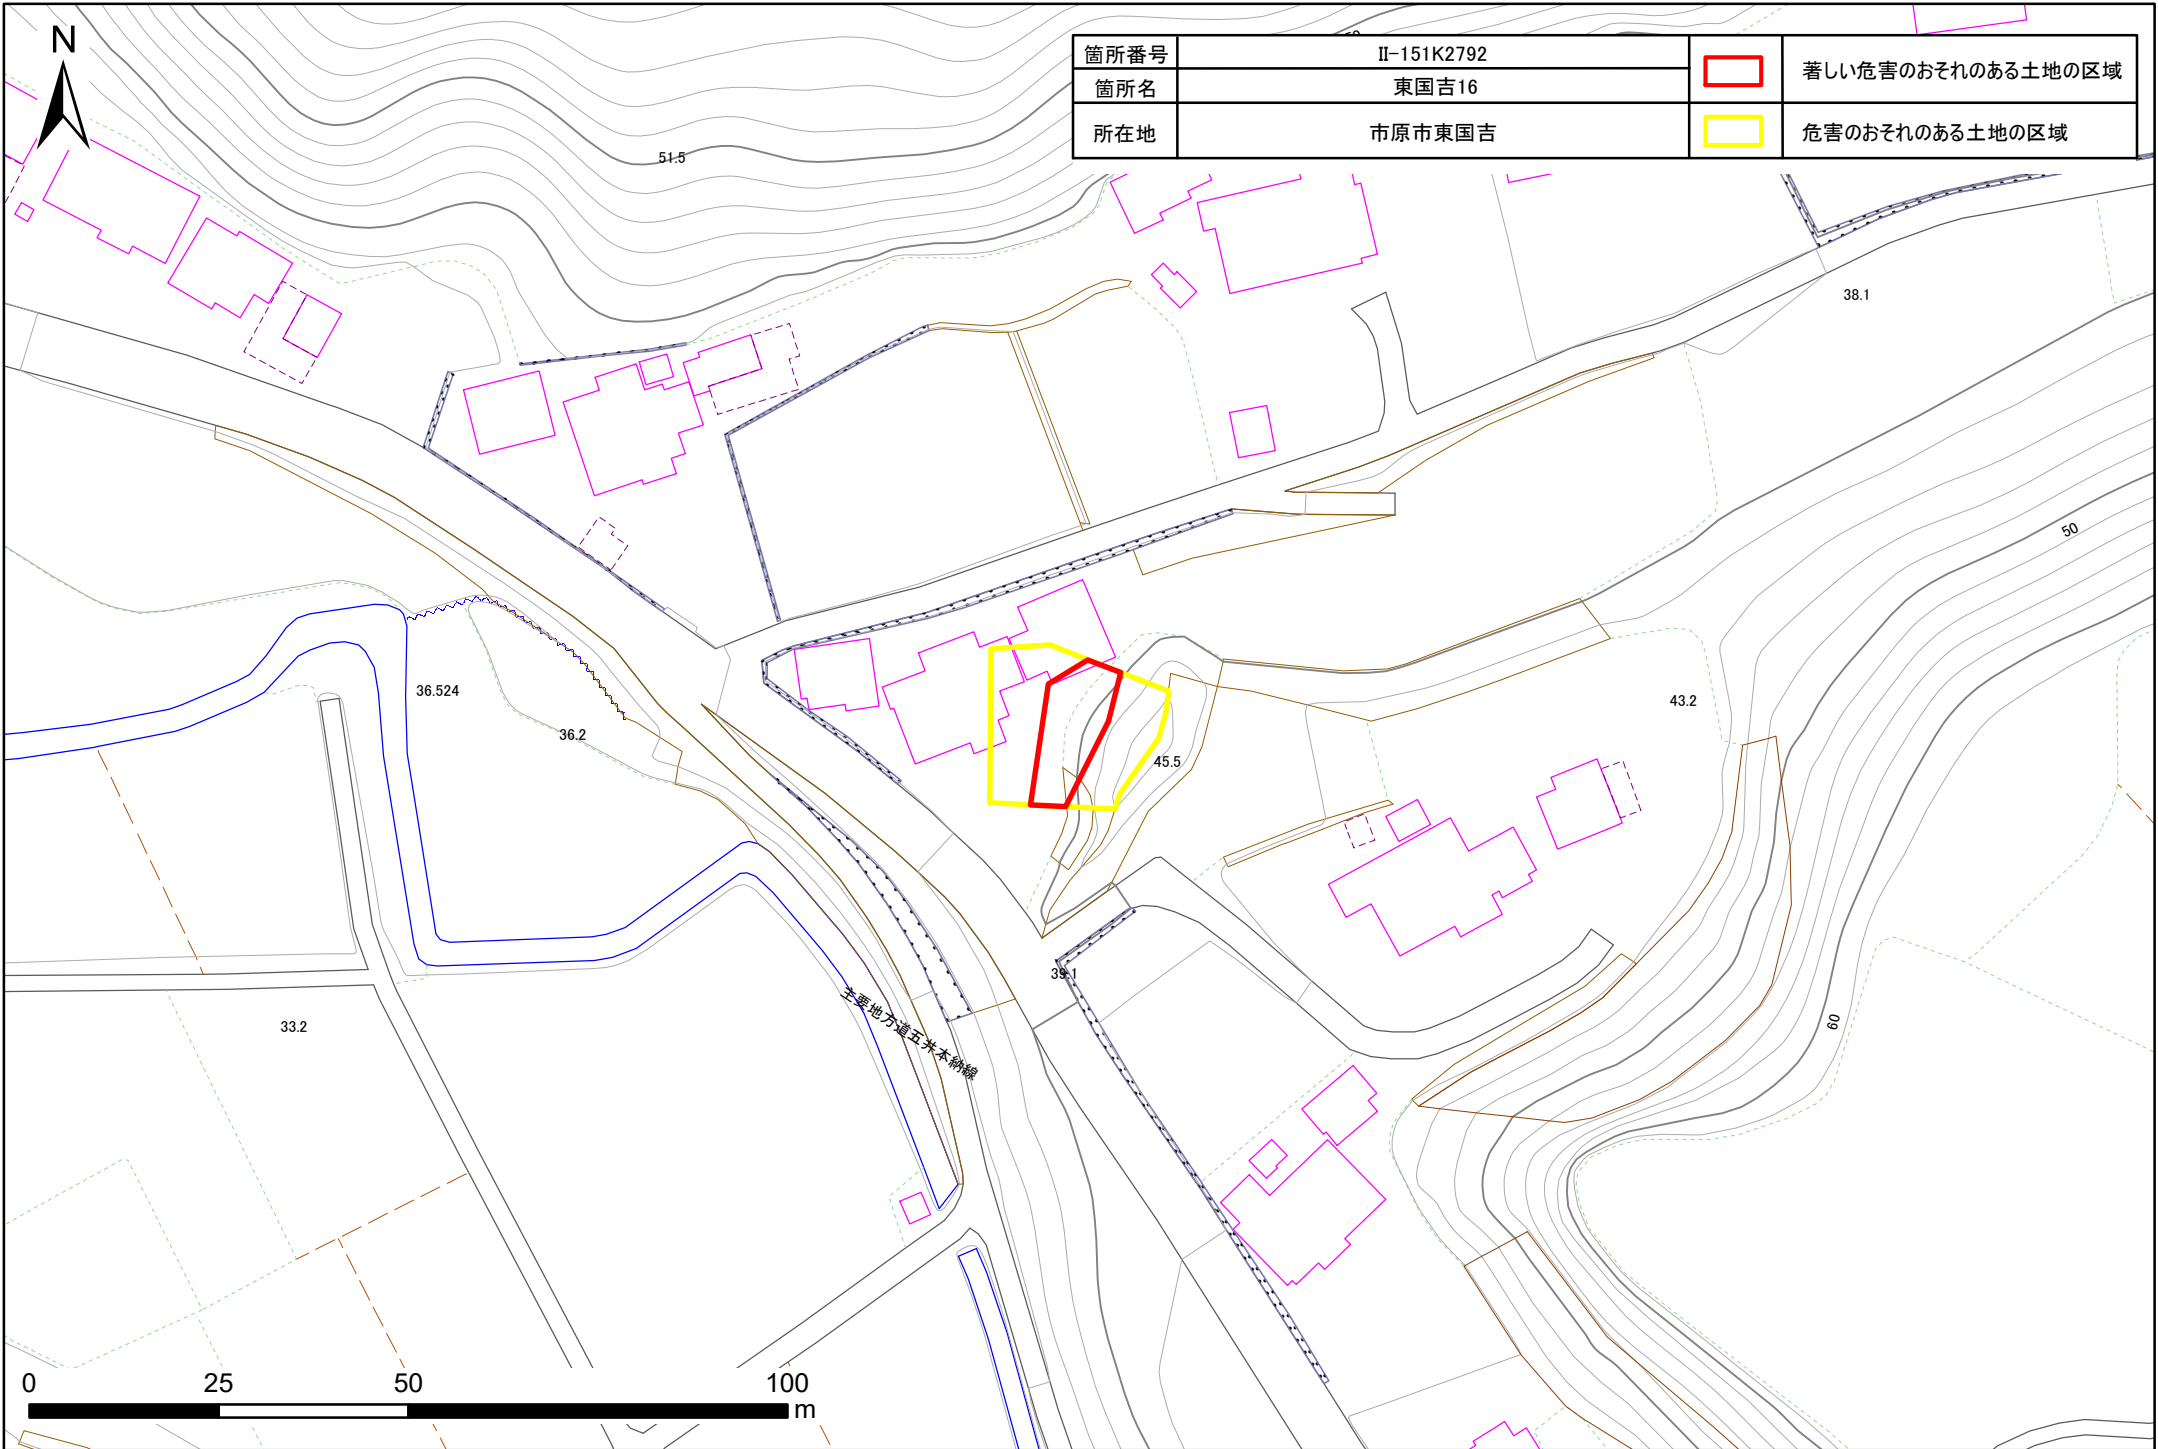 N
箇所番号 II-151K2792
箇所名 東国吉16
所在地 市原市東国吉
著しい危害のおそれのある土地の区域
危害のおそれのある土地の区域
51.5
38.1
50
36.524
36.2
43.2
45.5
39.1
33.2
60
主要地方道五井本納線
0 25 50 100
m